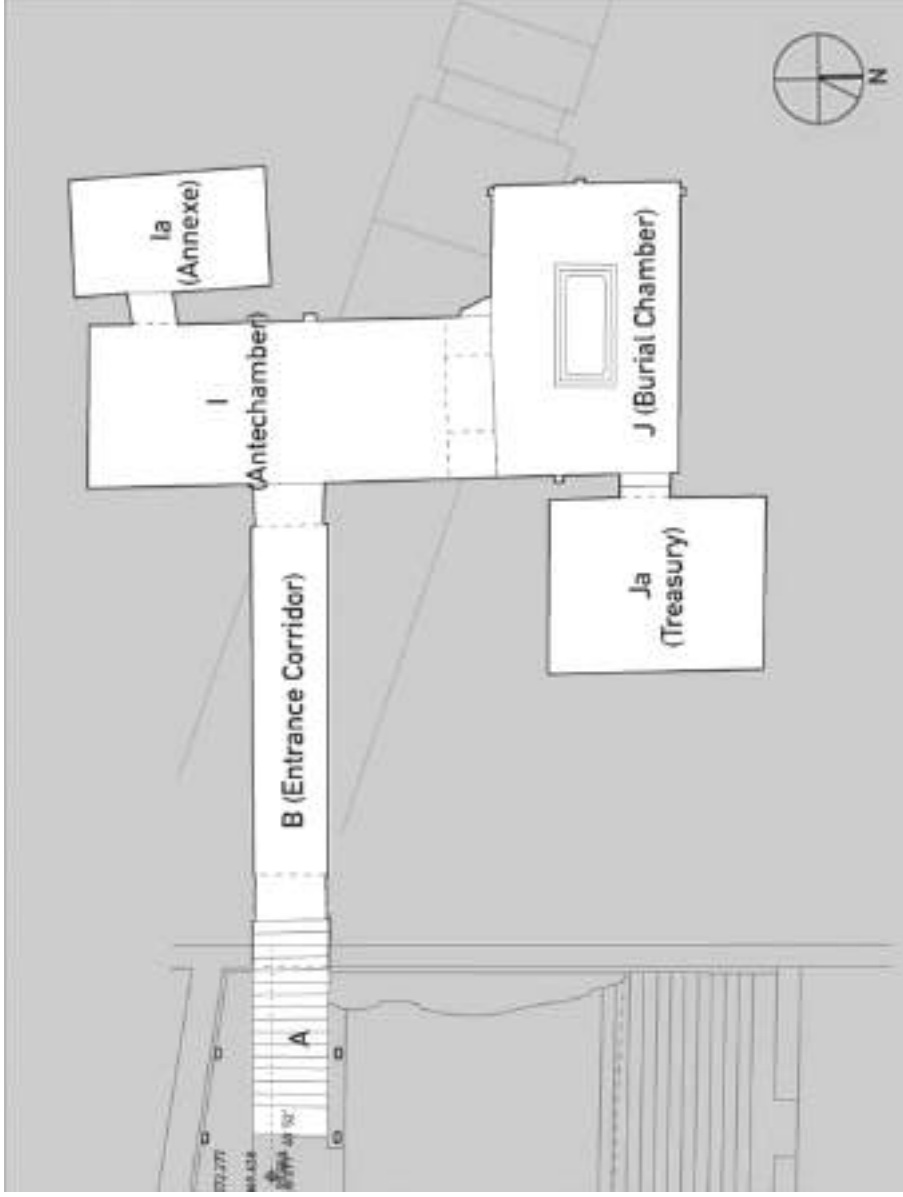 N
Ia
(Annexe)
I
(Antechamber)
J (Burial Chamber)
Ja
(Treasury)
B (Entrance Corridor)
A